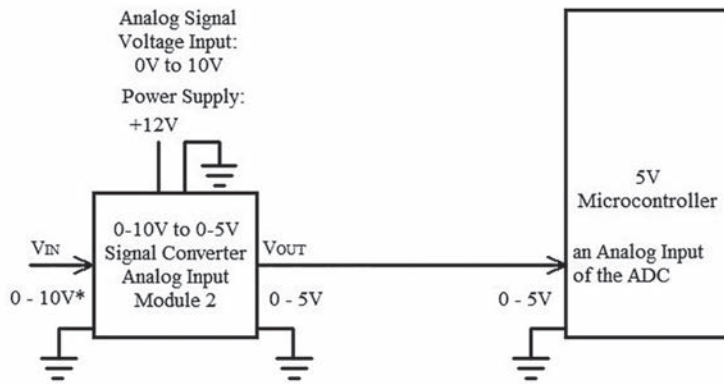 Analog Signal
Voltage Input:
0V to 10V
Power Supply:
+12V
0-10V to 0-5V
Signal Converter
Analog Input
Module 2
VIN
0 - 10V*
VOUT
0 - 5V
0 - 5V
5V
Microcontroller
an Analog Input
of the ADC